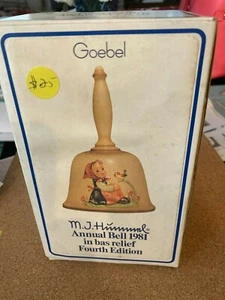 Goebel
$25
M.J.Hummel®
Annual Bell 1981
in bas relief
Fourth Edition